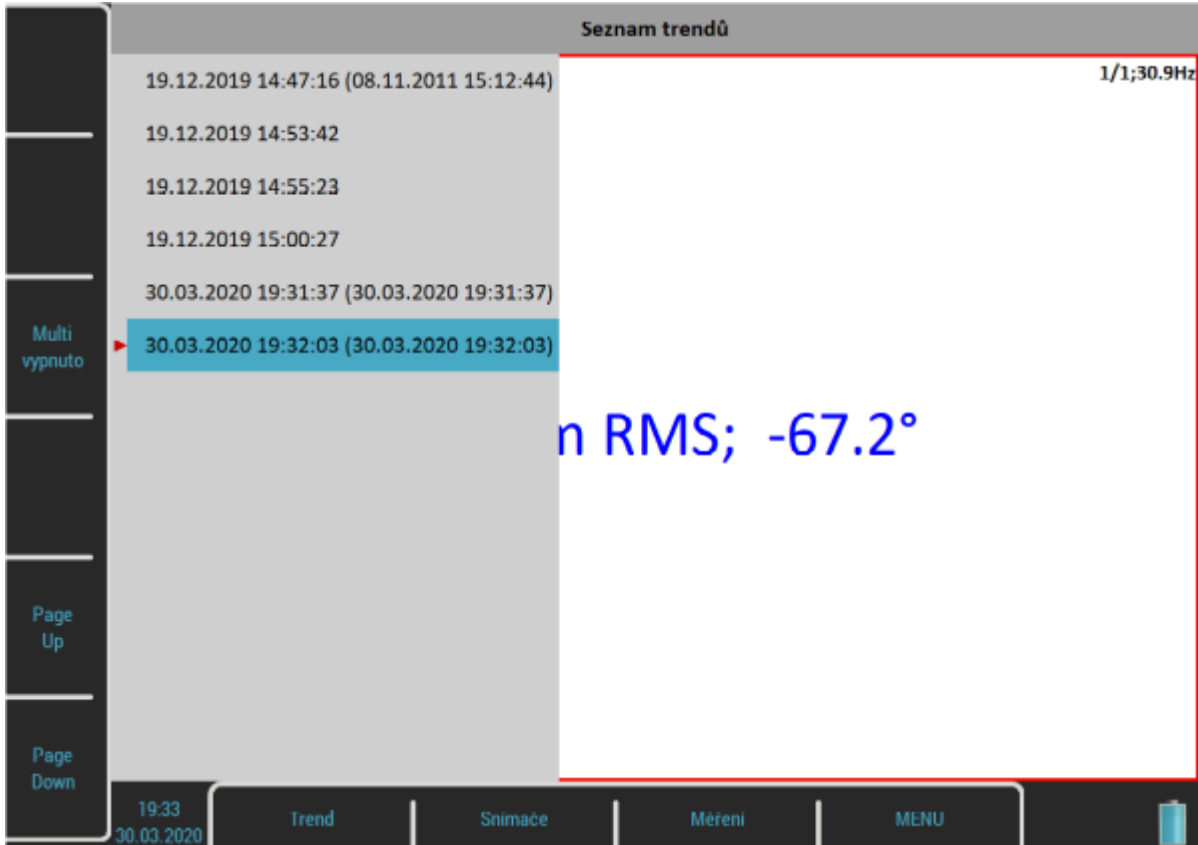 Seznam trendů
19.12.2019 14:47:16 (08.11.2011 15:12:44)
19.12.2019 14:53:42
19.12.2019 14:55:23
19.12.2019 15:00:27
30.03.2020 19:31:37 (30.03.2020 19:31:37)
30.03.2020 19:32:03 (30.03.2020 19:32:03)
1/1;30.9Hz
m RMS; -67.2°
Multi
vypnuto
Page
Up
Page
Down
19:33
30.03.2020
Trend
Snímače
Měření
MENU